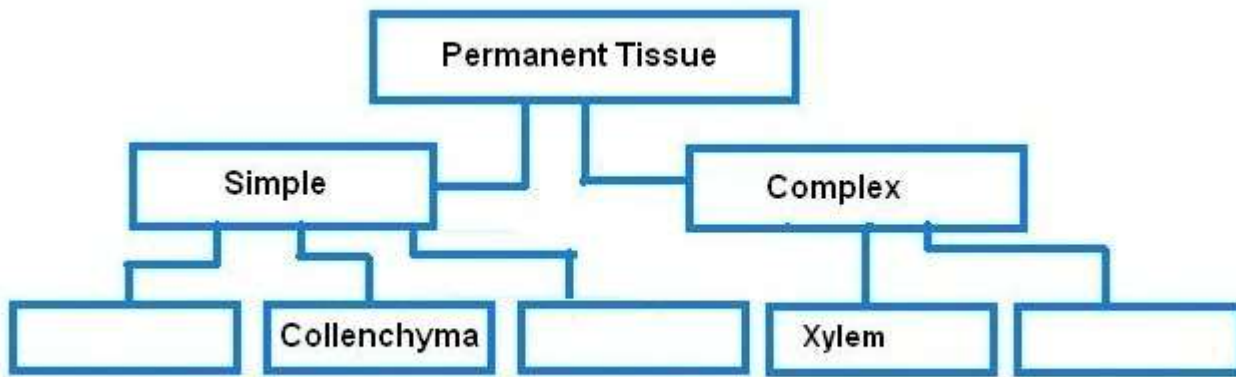 Permanent Tissue
Simple
Complex
Collenchyma
Xylem